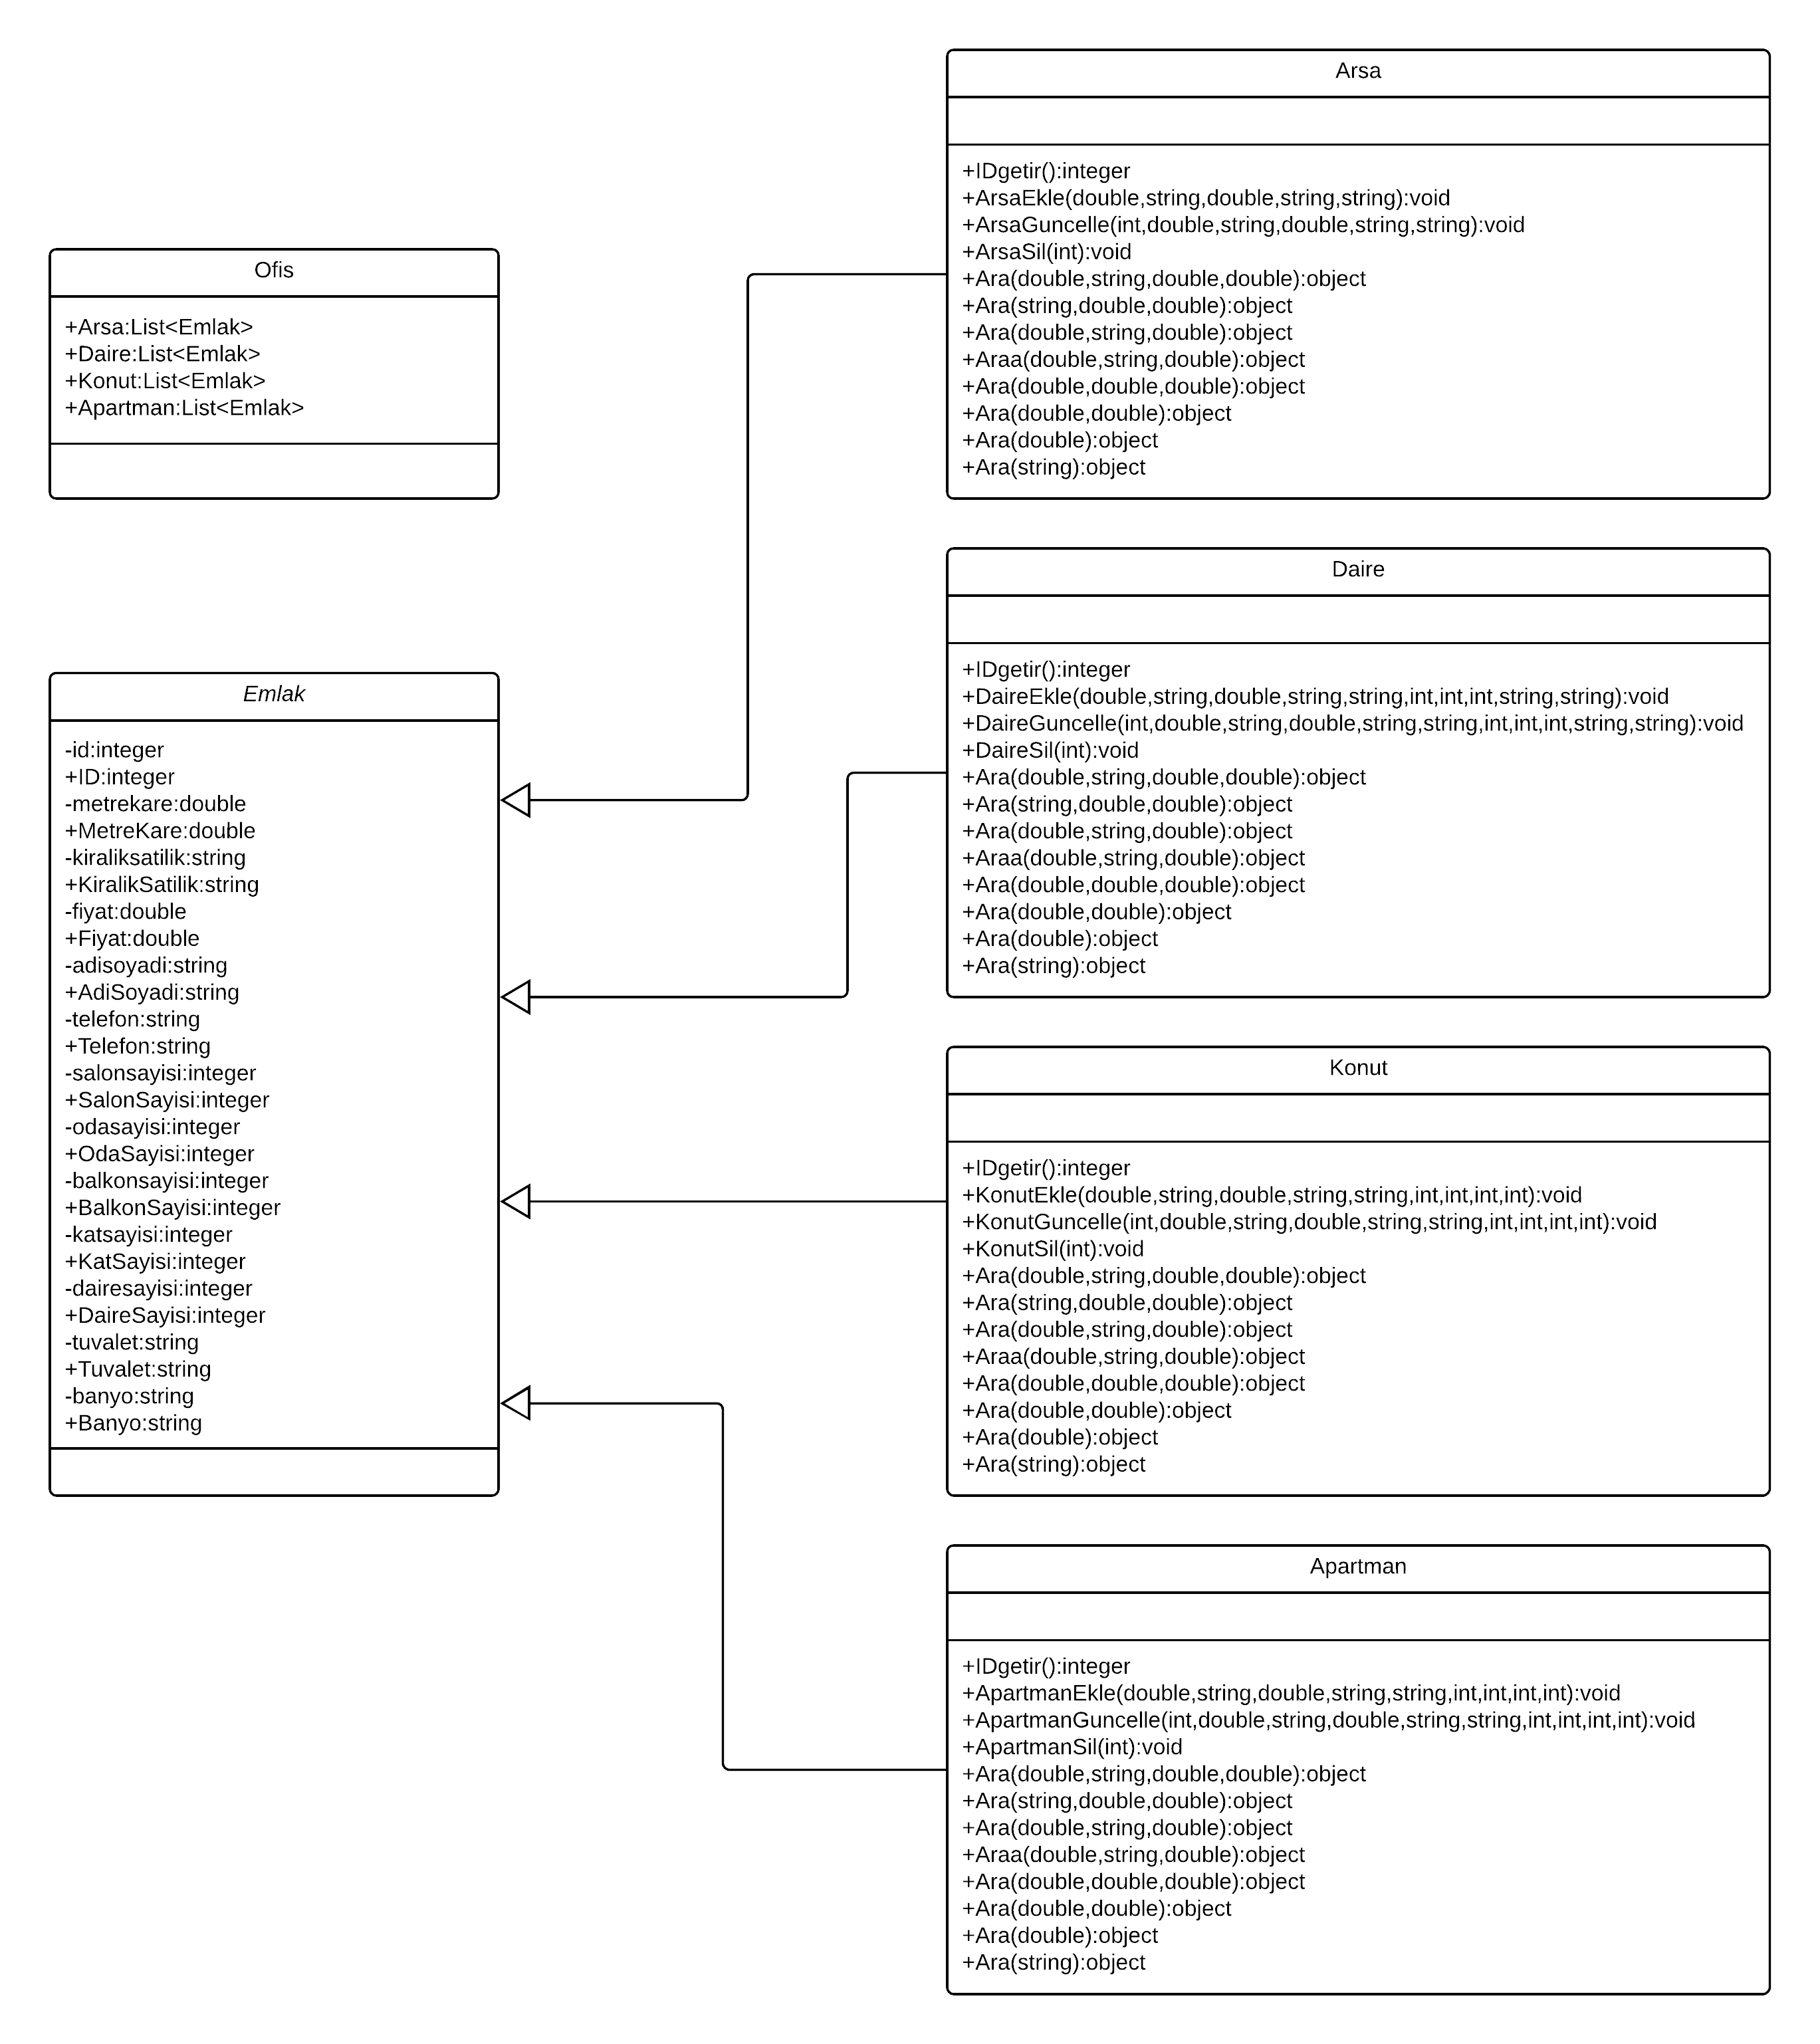 Ofis
+Arsa:List<Emlak>
+Daire:List<Emlak>
+Konut:List<Emlak>
+Apartman:List<Emlak>
Emlak
-id:integer
+ID:integer
-metrekare:double
+MetreKare:double
-kiraliksatilik:string
+KiralikSatilik:string
-fiyat:double
+Fiyat:double
-adisoyadi:string
+AdiSoyadi:string
-telefon:string
+Telefon:string
-salonsayisi:integer
+SalonSayisi:integer
-odasayisi:integer
+OdaSayisi:integer
-balkonsayisi:integer
+BalkonSayisi:integer
-katsayisi:integer
+KatSayisi:integer
-dairesayisi:integer
+DaireSayisi:integer
-tuvalet:string
+Tuvalet:string
-banyo:string
+Banyo:string
Arsa
+IDgetir():integer
+ArsaEkle(double,string,double,string,string):void
+ArsaGuncelle(int,double,string,double,string,string):void
+ArsaSil(int):void
+Ara(double,string,double,double):object
+Ara(string,double,double):object
+Ara(double,string,double):object
+Araa(double,string,double):object
+Ara(double,double,double):object
+Ara(double,double):object
+Ara(double):object
+Ara(string):object
Daire
+IDgetir():integer
+DaireEkle(double,string,double,string,string,int,int,int,string,string):void
+DaireGuncelle(int,double,string,double,string,string,int,int,int,string,string):void
+DaireSil(int):void
+Ara(double,string,double,double):object
+Ara(string,double,double):object
+Ara(double,string,double):object
+Araa(double,string,double):object
+Ara(double,double,double):object
+Ara(double,double):object
+Ara(double):object
+Ara(string):object
Konut
+IDgetir():integer
+KonutEkle(double,string,double,string,string,int,int,int,int):void
+KonutGuncelle(int,double,string,double,string,string,int,int,int,int):void
+KonutSil(int):void
+Ara(double,string,double,double):object
+Ara(string,double,double):object
+Ara(double,string,double):object
+Araa(double,string,double):object
+Ara(double,double,double):object
+Ara(double,double):object
+Ara(double):object
+Ara(string):object
Apartman
+IDgetir():integer
+ApartmanEkle(double,string,double,string,string,int,int,int,int):void
+ApartmanGuncelle(int,double,string,double,string,string,int,int,int,int):void
+ApartmanSil(int):void
+Ara(double,string,double,double):object
+Ara(string,double,double):object
+Ara(double,string,double):object
+Araa(double,string,double):object
+Ara(double,double,double):object
+Ara(double,double):object
+Ara(double):object
+Ara(string):object